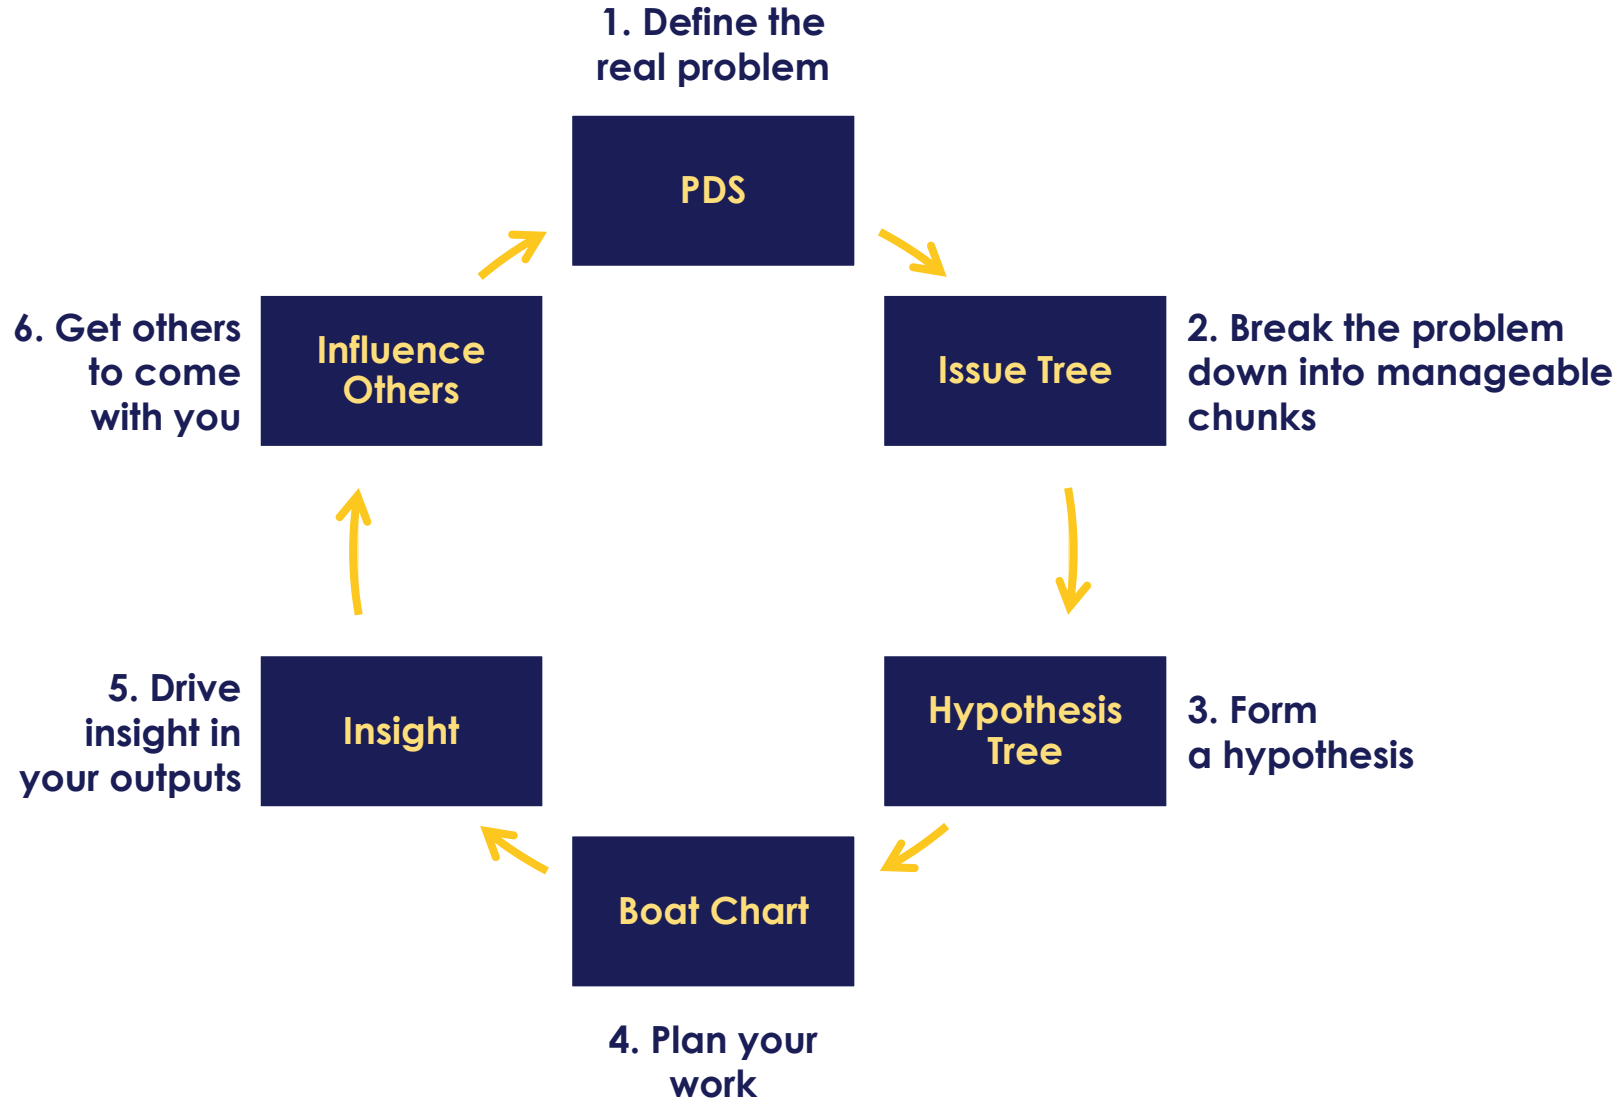 1. Define the
real problem
PDS
Issue Tree
2. Break the problem
down into manageable
chunks
Hypothesis
Tree
3. Form
a hypothesis
Boat Chart
4. Plan your
work
Insight
5. Drive
insight in
your outputs
Influence
Others
6. Get others
to come
with you